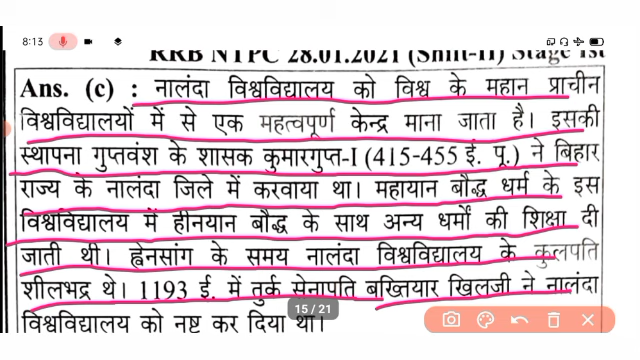 8:13
RRB NTPC 28.01.2021 (Shift-II) Stage Ist
Ans. (c) : नालंदा विश्वविद्यालय को विश्व के महान प्राचीन
विश्वविद्यालयों में से एक महत्वपूर्ण केन्द्र माना जाता है। इसकी
स्थापना गुप्तवंश के शासक कुमारगुप्त-I (415-455 ई. पू.) ने बिहार
राज्य के नालंदा जिले में करवाया था। महायान बौद्ध धर्म के इस
विश्वविद्यालय में हीनयान बौद्ध के साथ अन्य धर्मों की शिक्षा दी
जाती थी। ह्वेनसांग के समय नालंदा विश्वविद्यालय के कुलपति
शीलभद्र थे। 1193 ई. में तुर्क सेनापति बख्तियार खिलजी ने नालंदा
15/21
विश्वविद्यालय को नष्ट कर दिया था।